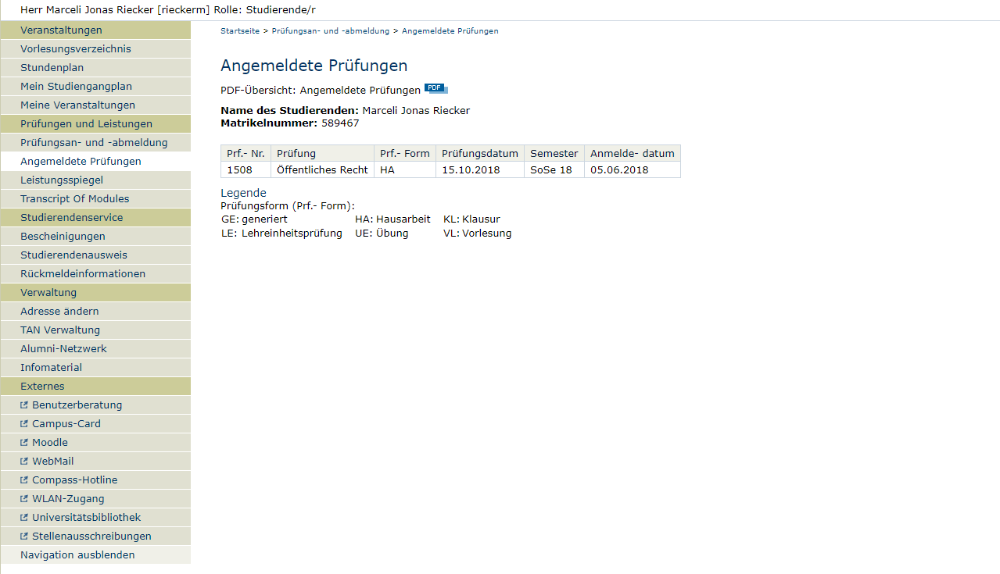 Herr Marceli Jonas Riecker [rieckerm] Rolle: Studierende/r
Veranstaltungen
Vorlesungsverzeichnis
Stundenplan
Mein Studiengangplan
Meine Veranstaltungen
Prüfungen und Leistungen
Prüfungsan- und -abmeldung
Angemeldete Prüfungen
Leistungsspiegel
Transcript Of Modules
Studierendenservice
Bescheinigungen
Studierendenausweis
Rückmeldeinformationen
Verwaltung
Adresse ändern
TAN Verwaltung
Alumni-Netzwerk
Infomaterial
Externes
Benutzerberatung
Campus-Card
Moodle
WebMail
Compass-Hotline
WLAN-Zugang
Universitätsbibliothek
Stellenausschreibungen
Navigation ausblenden
Startseite > Prüfungsan- und -abmeldung > Angemeldete Prüfungen
Angemeldete Prüfungen
PDF-Übersicht: Angemeldete Prüfungen PDF
Name des Studierenden: Marceli Jonas Riecker
Matrikelnummer: 589467
Prf.- Nr. Prüfung Prf.- Form Prüfungsdatum Semester Anmelde- datum
1508 Öffentliches Recht HA 15.10.2018 SoSe 18 05.06.2018
Legende
Prüfungsform (Prf.- Form):
GE: generiert HA: Hausarbeit KL: Klausur
LE: Lehreinheitsprüfung UE: Übung VL: Vorlesung